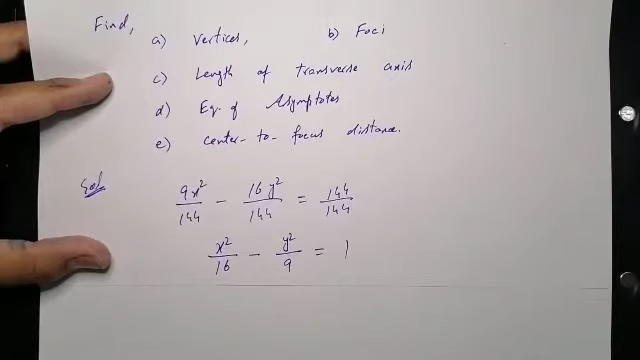 Find,
a) Vertices, b) Foci
c) Length of transverse axis
d) Eq. of Asymptotes
e) center-to-focus distance.
Sol
9x²/144 - 16y²/144 = 144/144
x²/16 - y²/9 = 1